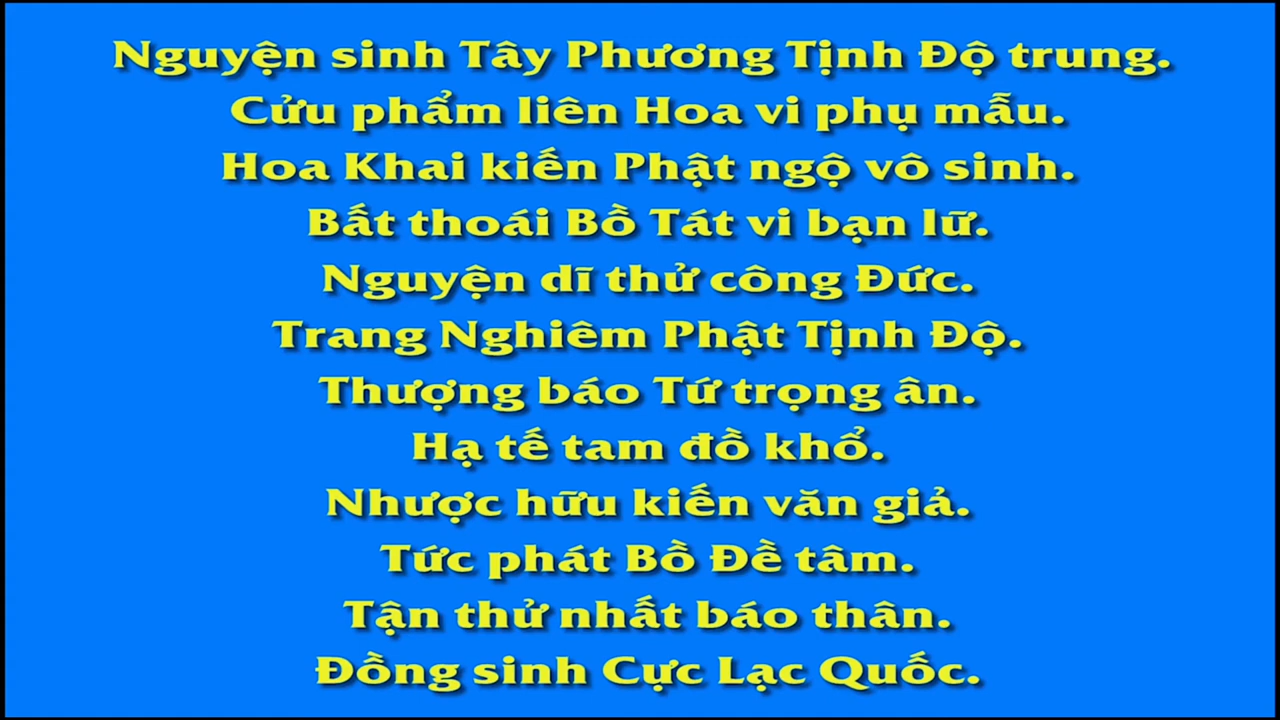 Nguyện sinh Tây Phương Tịnh Độ trung.
Cửu phẩm liên Hoa vi phụ mẫu.
Hoa Khai kiến Phật ngộ vô sinh.
Bất thoái Bồ Tát vi bạn lữ.
Nguyện dĩ thử công Đức.
Trang Nghiêm Phật Tịnh Độ.
Thượng báo Tứ trọng ân.
Hạ tế tam đồ khổ.
Nhược hữu kiến văn giả.
Tức phát Bồ Đề tâm.
Tận thử nhất báo thân.
Đồng sinh Cực Lạc Quốc.